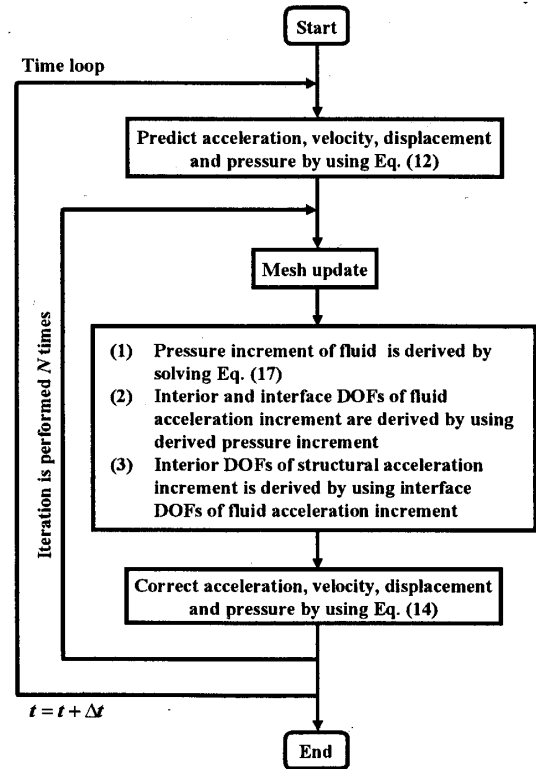 Start
Time loop
Predict acceleration, velocity, displacement
and pressure by using Eq. (12)
Mesh update
(1) Pressure increment of fluid is derived by
solving Eq. (17)
(2) Interior and interface DOFs of fluid
acceleration increment are derived by using
derived pressure increment
(3) Interior DOFs of structural acceleration
increment is derived by using interface
DOFs of fluid acceleration increment
Iteration is performed N times
Correct acceleration, velocity, displacement
and pressure by using Eq. (14)
t = t + Δt
End